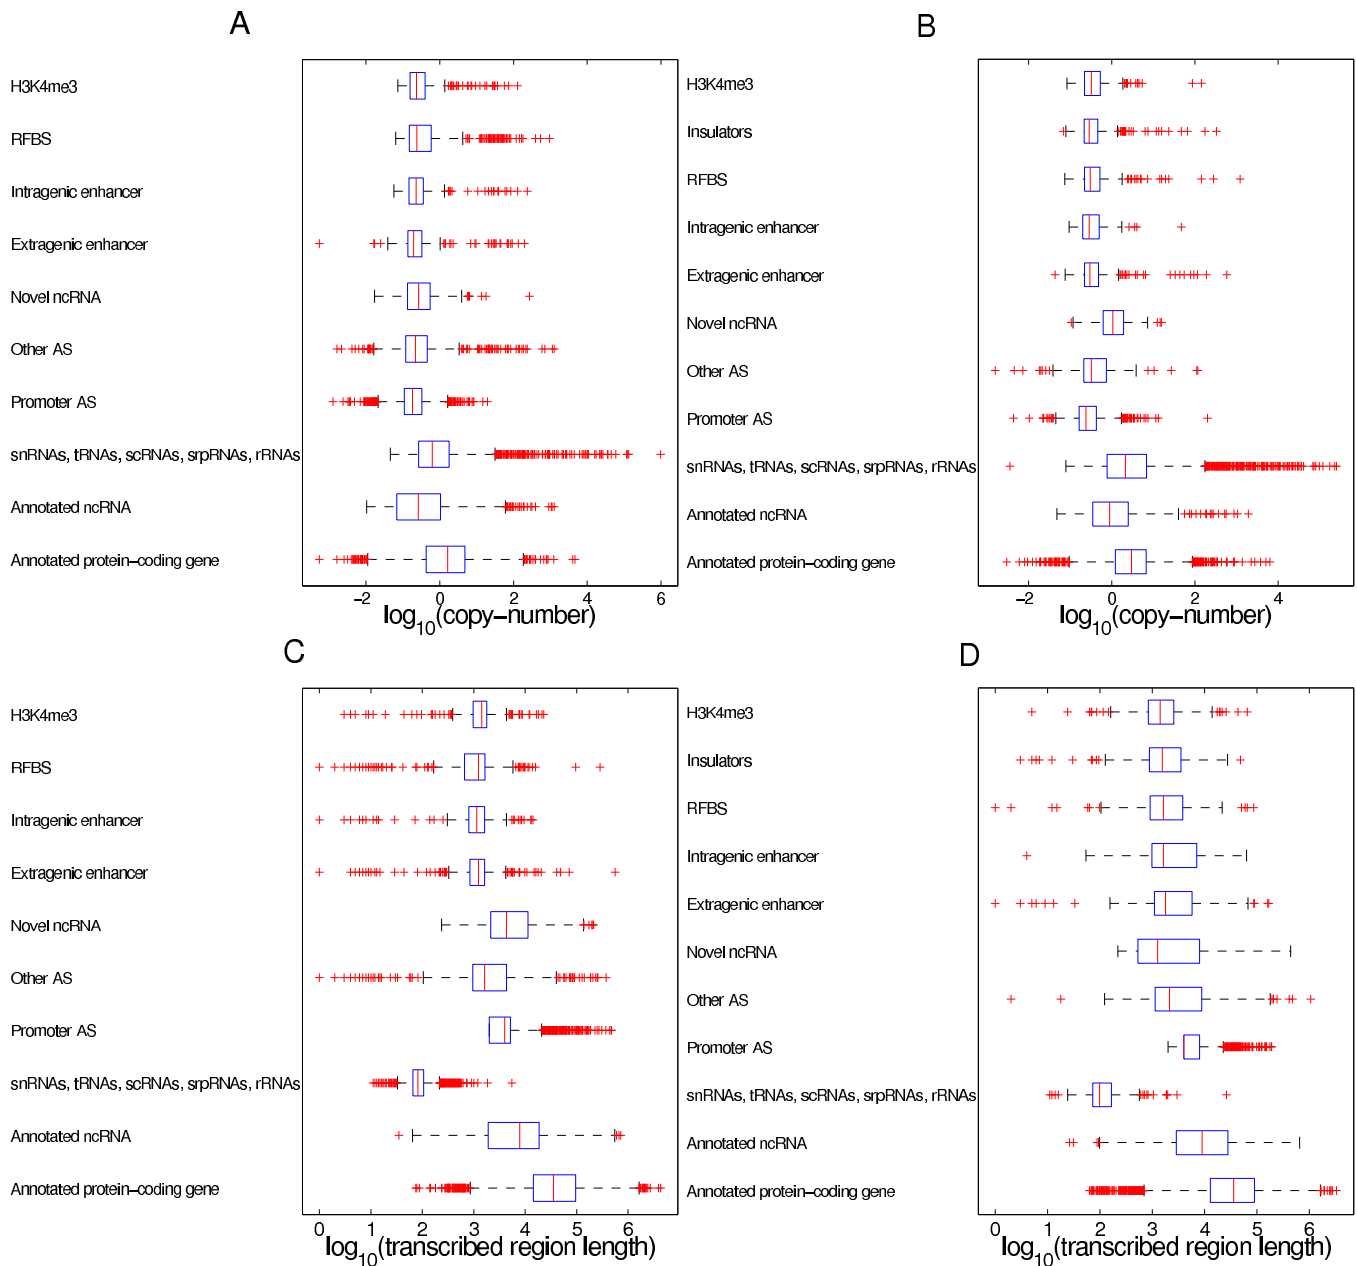 A
H3K4me3
RFBS
Intragenic enhancer
Extragenic enhancer
Novel ncRNA
Other AS
Promoter AS
snRNAs, tRNAs, scRNAs, srpRNAs, rRNAs
Annotated ncRNA
Annotated protein−coding gene
−2 0 2 4 6
log10(copy−number)
B
H3K4me3
Insulators
RFBS
Intragenic enhancer
Extragenic enhancer
Novel ncRNA
Other AS
Promoter AS
snRNAs, tRNAs, scRNAs, srpRNAs, rRNAs
Annotated ncRNA
Annotated protein−coding gene
−2 0 2 4
log10(copy−number)
C
H3K4me3
RFBS
Intragenic enhancer
Extragenic enhancer
Novel ncRNA
Other AS
Promoter AS
snRNAs, tRNAs, scRNAs, srpRNAs, rRNAs
Annotated ncRNA
Annotated protein−coding gene
0 1 2 3 4 5 6
log10(transcribed region length)
D
H3K4me3
Insulators
RFBS
Intragenic enhancer
Extragenic enhancer
Novel ncRNA
Other AS
Promoter AS
snRNAs, tRNAs, scRNAs, srpRNAs, rRNAs
Annotated ncRNA
Annotated protein−coding gene
0 1 2 3 4 5 6
log10(transcribed region length)